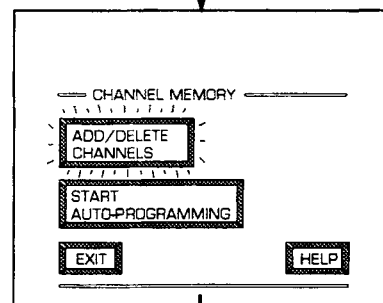 CHANNEL MEMORY
ADD/DELETE
CHANNELS
START
AUTO-PROGRAMMING
EXIT HELP